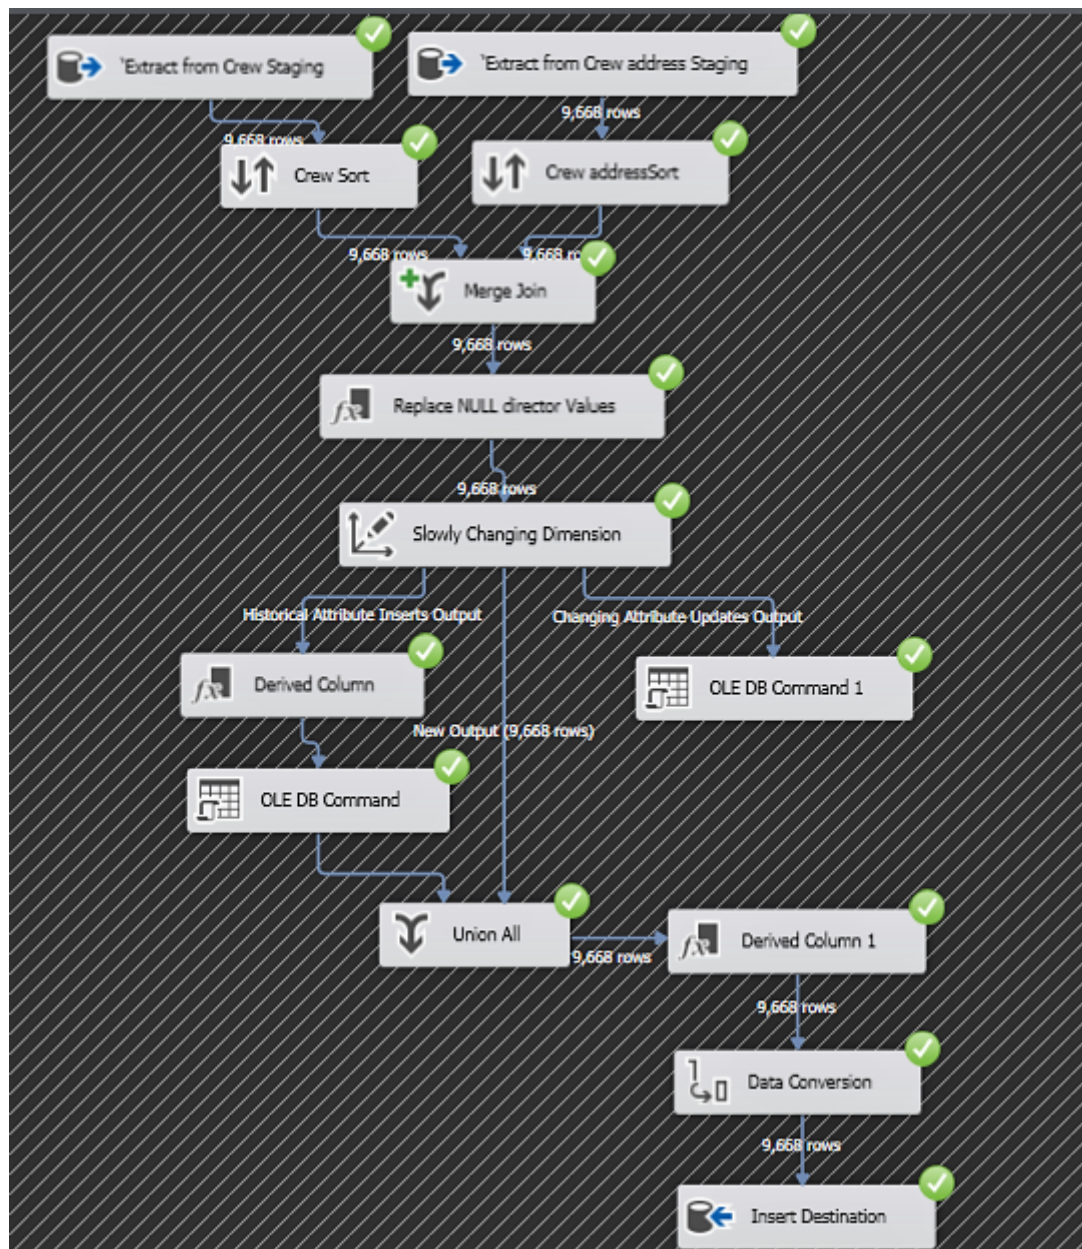 `Extract from Crew Staging
`Extract from Crew address Staging
9,668 rows
9,668 rows
Crew Sort
Crew addressSort
9,668 rows
9,668 ro
Merge Join
9,668 rows
Replace NULL director Values
9,668 rows
Slowly Changing Dimension
Historical Attribute Inserts Output
Changing Attribute Updates Output
Derived Column
OLE DB Command 1
New Output (9,668 rows)
OLE DB Command
Union All
Derived Column 1
9,668 rows
9,668 rows
Data Conversion
9,668 rows
Insert Destination